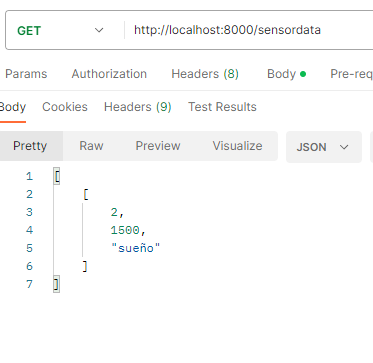 GET http://localhost:8000/sensordata
Params Authorization Headers (8) Body Pre-req
Body Cookies Headers (9) Test Results
Pretty Raw Preview Visualize JSON
1 [
2 [
3 2,
4 1500,
5 "sueño"
6 ]
7 ]